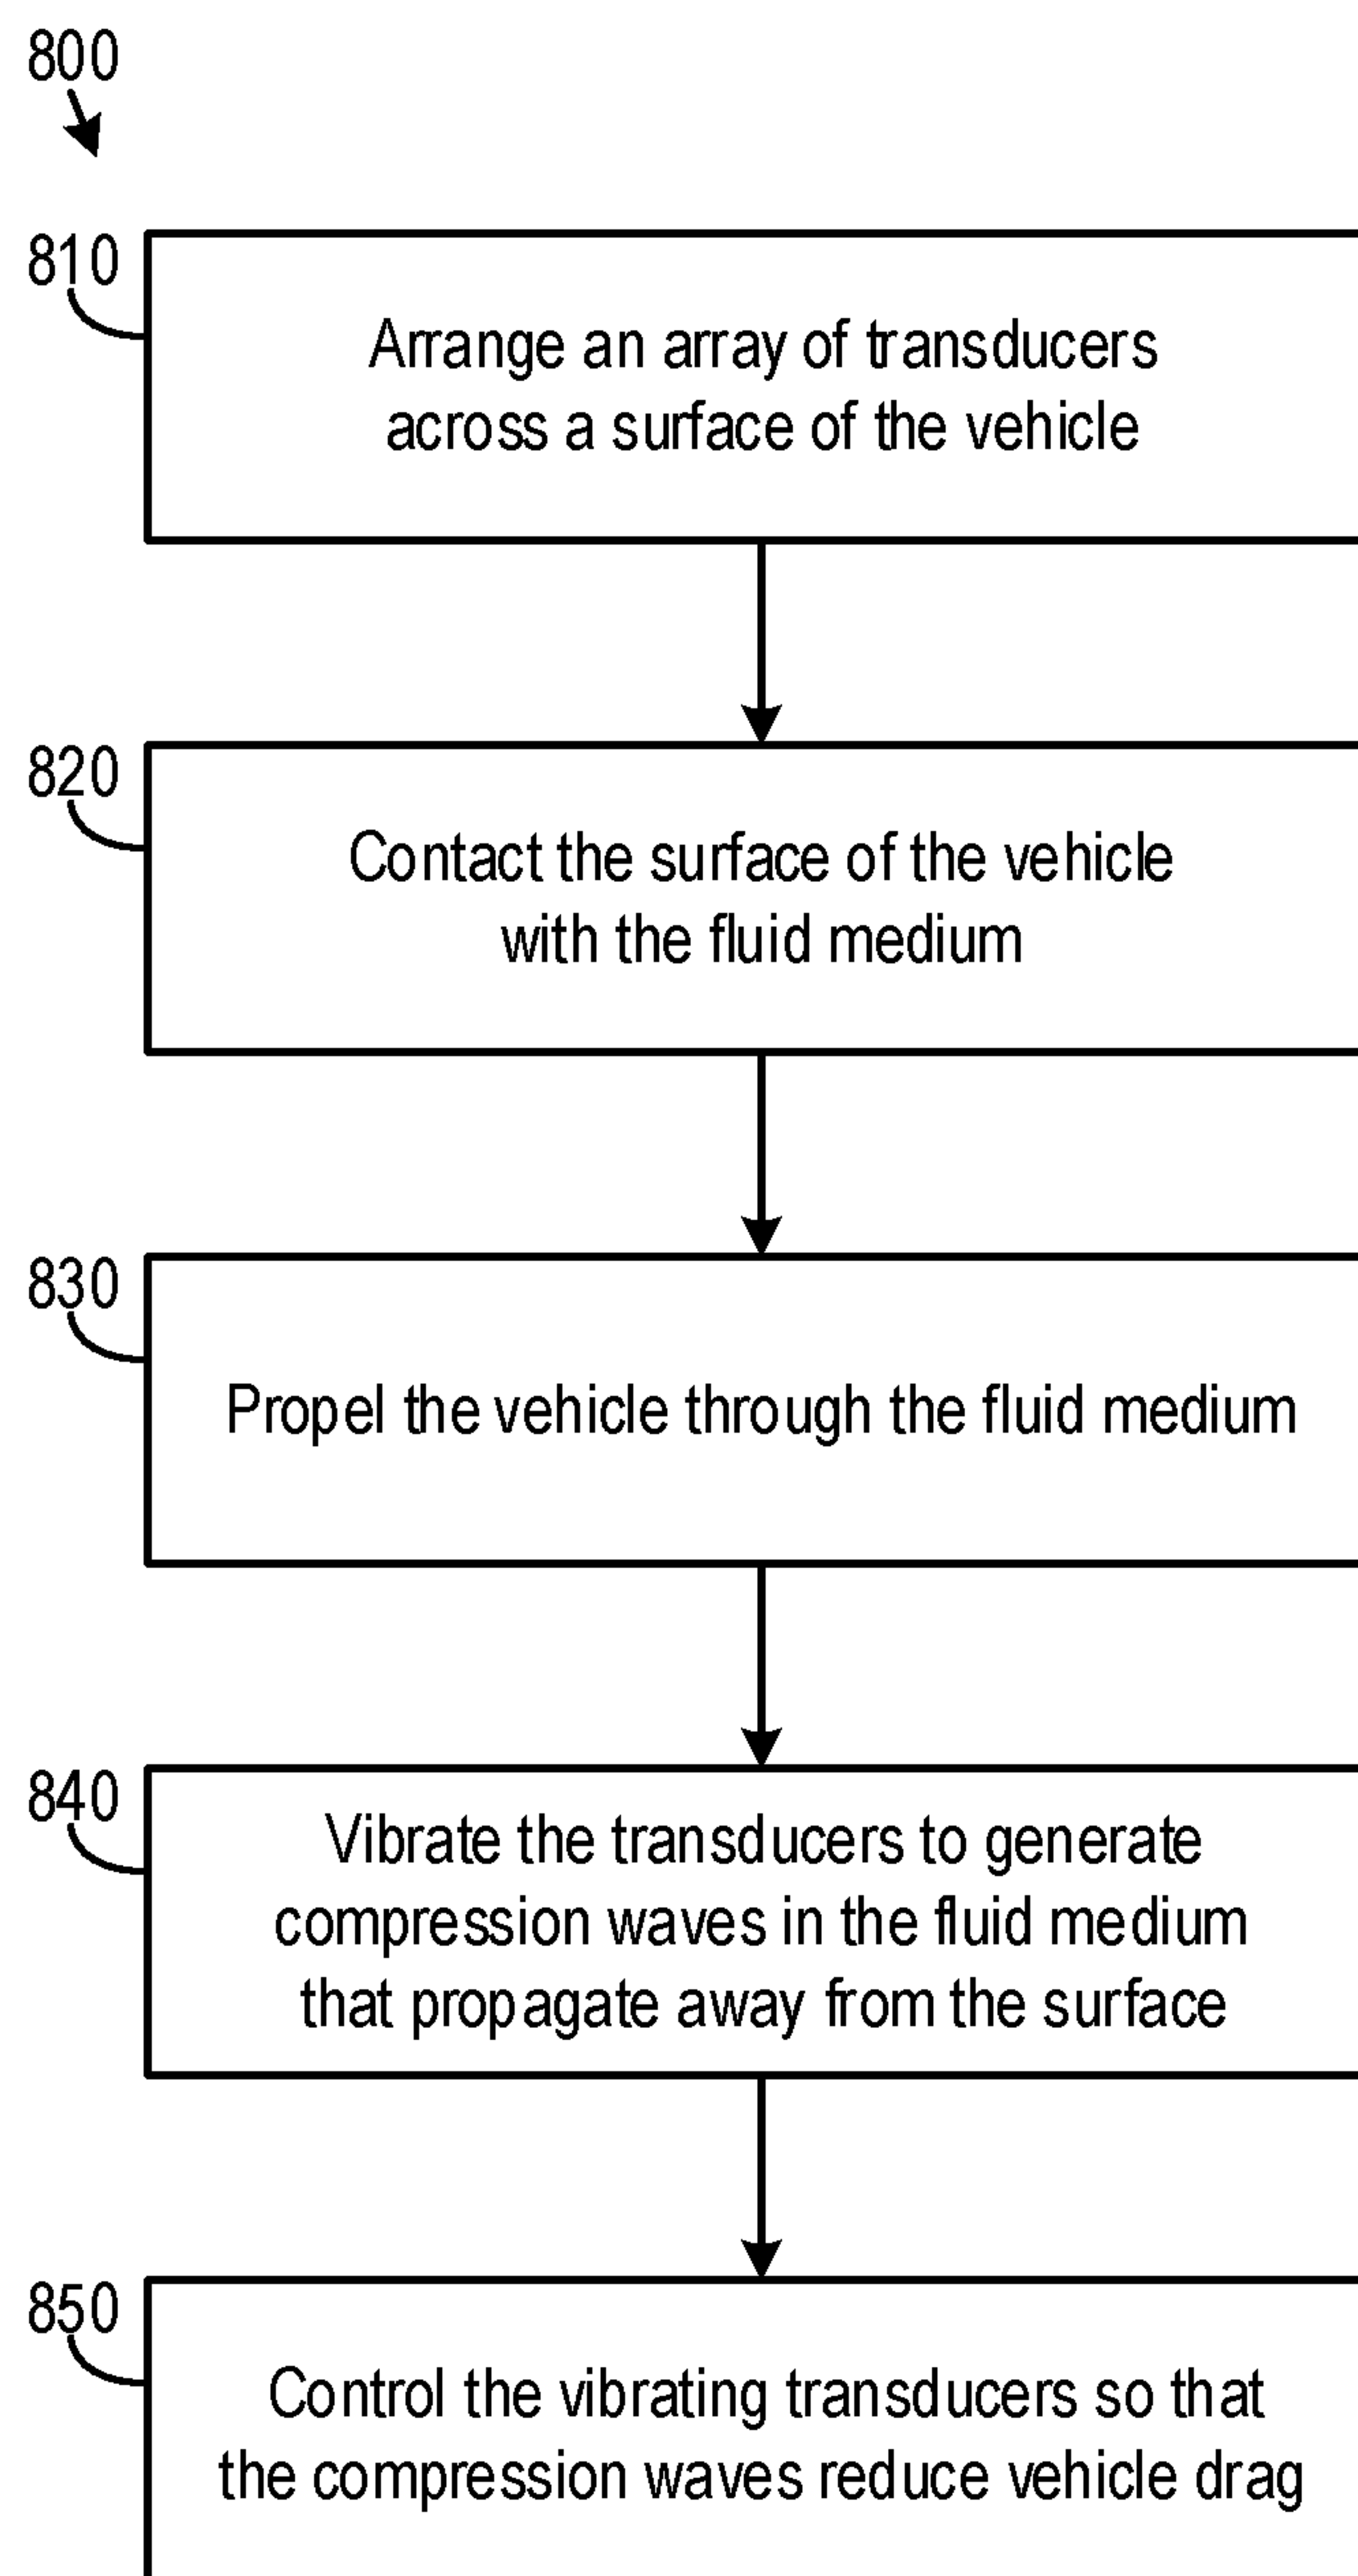 800
810
Arrange an array of transducers
across a surface of the vehicle
820
Contact the surface of the vehicle
with the fluid medium
830
Propel the vehicle through the fluid medium
840
Vibrate the transducers to generate
compression waves in the fluid medium
that propagate away from the surface
850
Control the vibrating transducers so that
the compression waves reduce vehicle drag